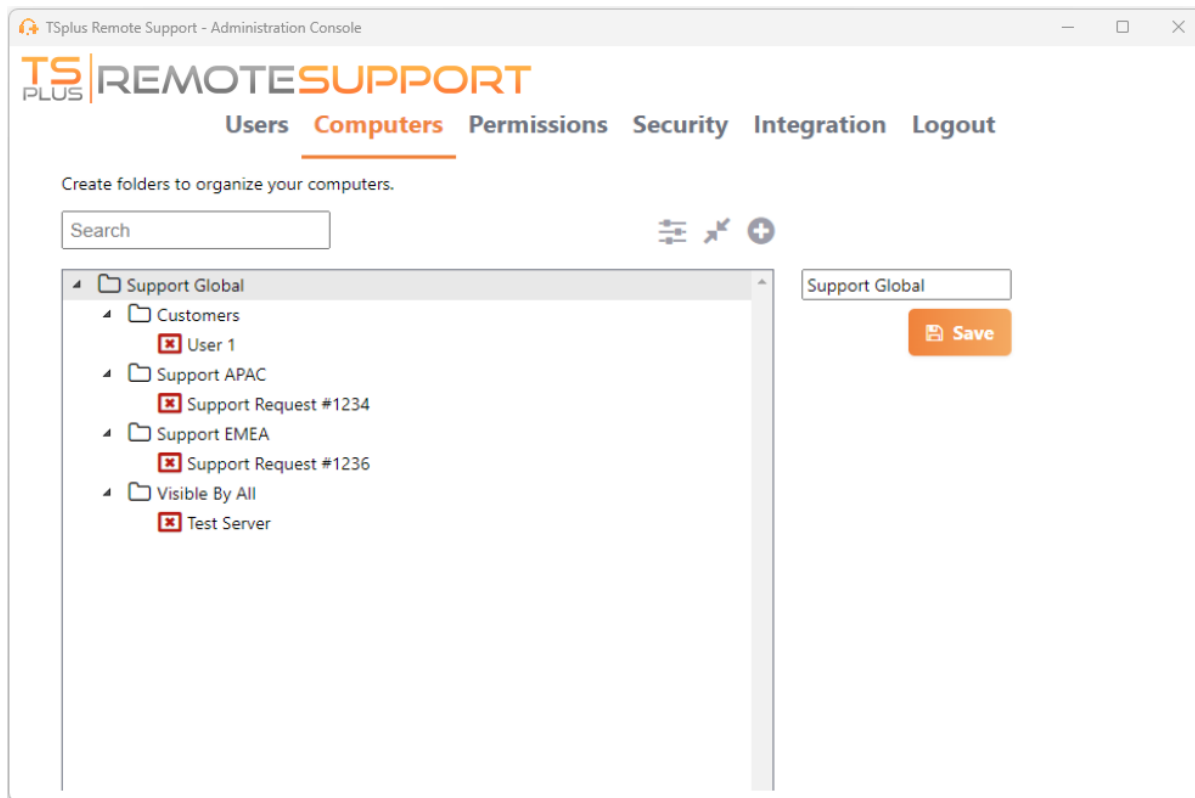 TSplus Remote Support - Administration Console
TS PLUS REMOTESUPPORT
Users Computers Permissions Security Integration Logout
Create folders to organize your computers.
Search
Support Global
Support Global
Customers
Save
User 1
Support APAC
Support Request #1234
Support EMEA
Support Request #1236
Visible By All
Test Server